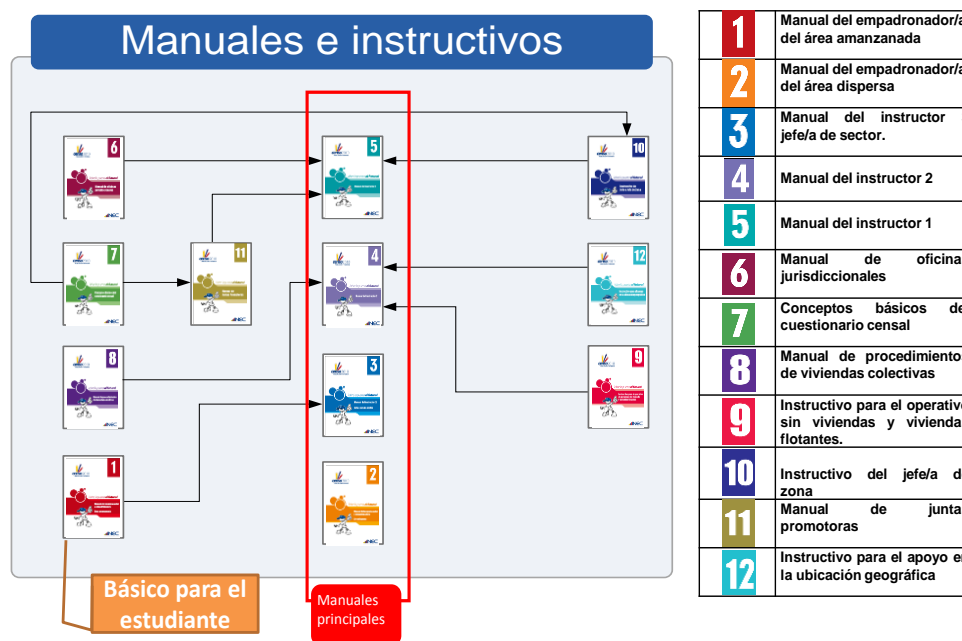 Manuales e instructivos
6
5
10
7
11
4
12
8
3
9
1
2
Básico para el
estudiante
Manuales
principales
1
Manual del empadronador/a
del área amanzanada
2
Manual del empadronador/a
del área dispersa
3
Manual del instructor
jefe/a de sector.
4
Manual del instructor 2
5
Manual del instructor 1
6
Manual de oficina
jurisdiccionales
7
Conceptos básicos de
cuestionario censal
8
Manual de procedimientos
de viviendas colectivas
9
Instructivo para el operativo
sin viviendas y vivienda
flotantes.
10
Instructivo del jefe/a de
zona
11
Manual de junta
promotoras
12
Instructivo para el apoyo en
la ubicación geográfica